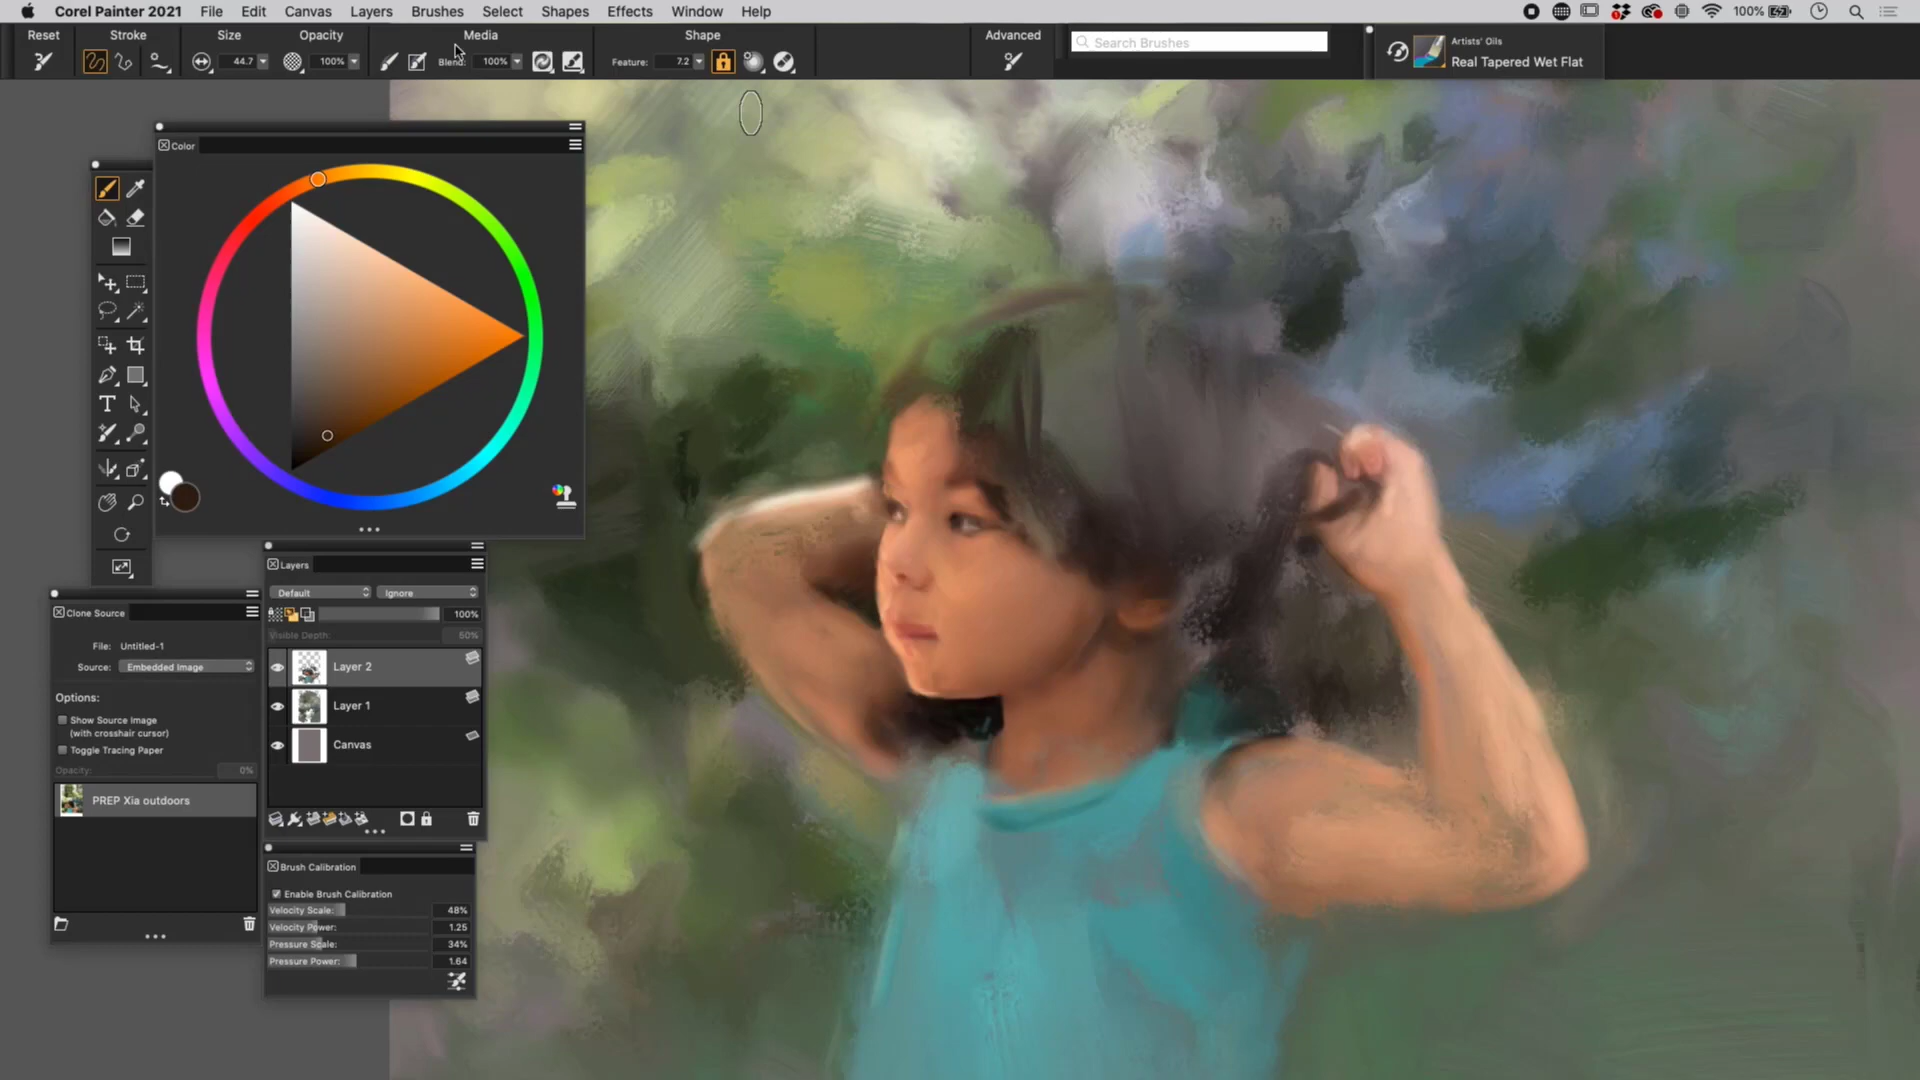 Corel Painter 2021 File Edit Canvas Layers Brushes Select Shapes Effects Window Help 100%
Reset Stroke Size Opacity Media Shape Advanced
44.7 100% Blend: 100% Feature: 7.2
Search Brushes
Artists' Oils
Real Tapered Wet Flat
Color
Layers
Default Ignore
100%
Visible Depth: 50%
Layer 2
Layer 1
Canvas
Clone Source
File: Untitled-1
Source: Embedded Image
Options:
Show Source Image
(with crosshair cursor)
Toggle Tracing Paper
Opacity: 0%
PREP Xia outdoors
Brush Calibration
Enable Brush Calibration
Velocity Scale: 48%
Velocity Power: 1.25
Pressure Scale: 34%
Pressure Power: 1.64